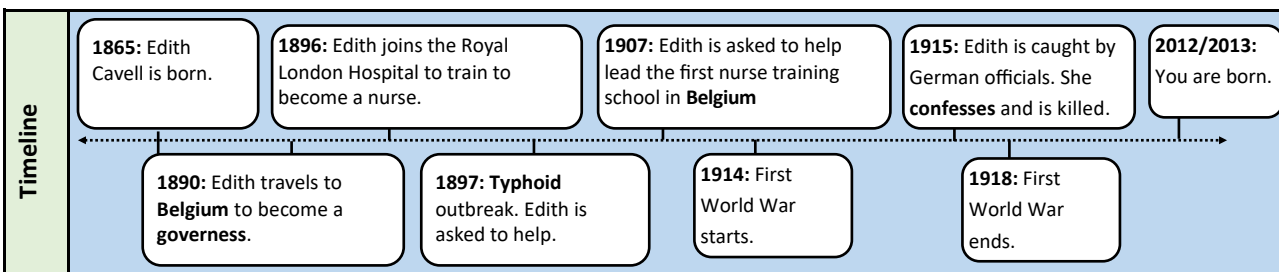 Timeline
1865: Edith
Cavell is born.
1890: Edith travels to
Belgium to become a
governess.
1896: Edith joins the Royal
London Hospital to train to
become a nurse.
1897: Typhoid
outbreak. Edith is
asked to help.
1907: Edith is asked to help
lead the first nurse training
school in Belgium
1914: First
World War
starts.
1915: Edith is caught by
German officials. She
confesses and is killed.
1918: First
World War
ends.
2012/2013:
You are born.